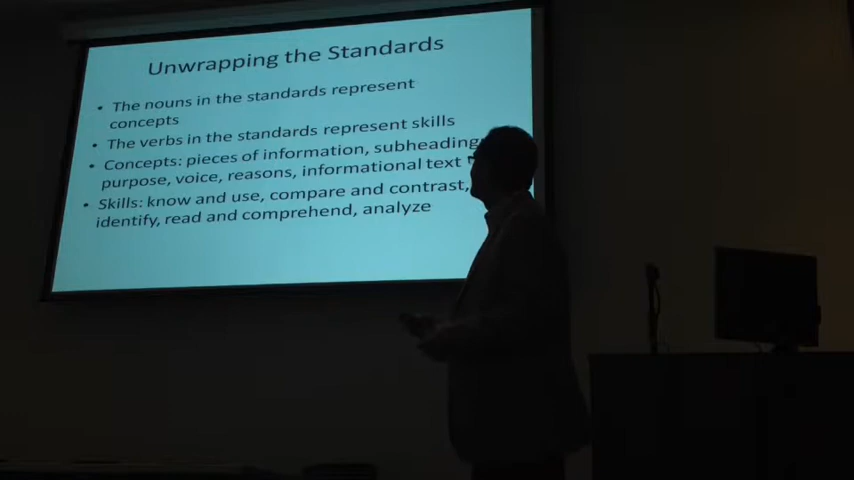 Unwrapping the Standards
• The nouns in the standards represent
concepts
• The verbs in the standards represent skills
• Concepts: pieces of information, subheadings
purpose, voice, reasons, informational text
• Skills: know and use, compare and contrast,
identify, read and comprehend, analyze